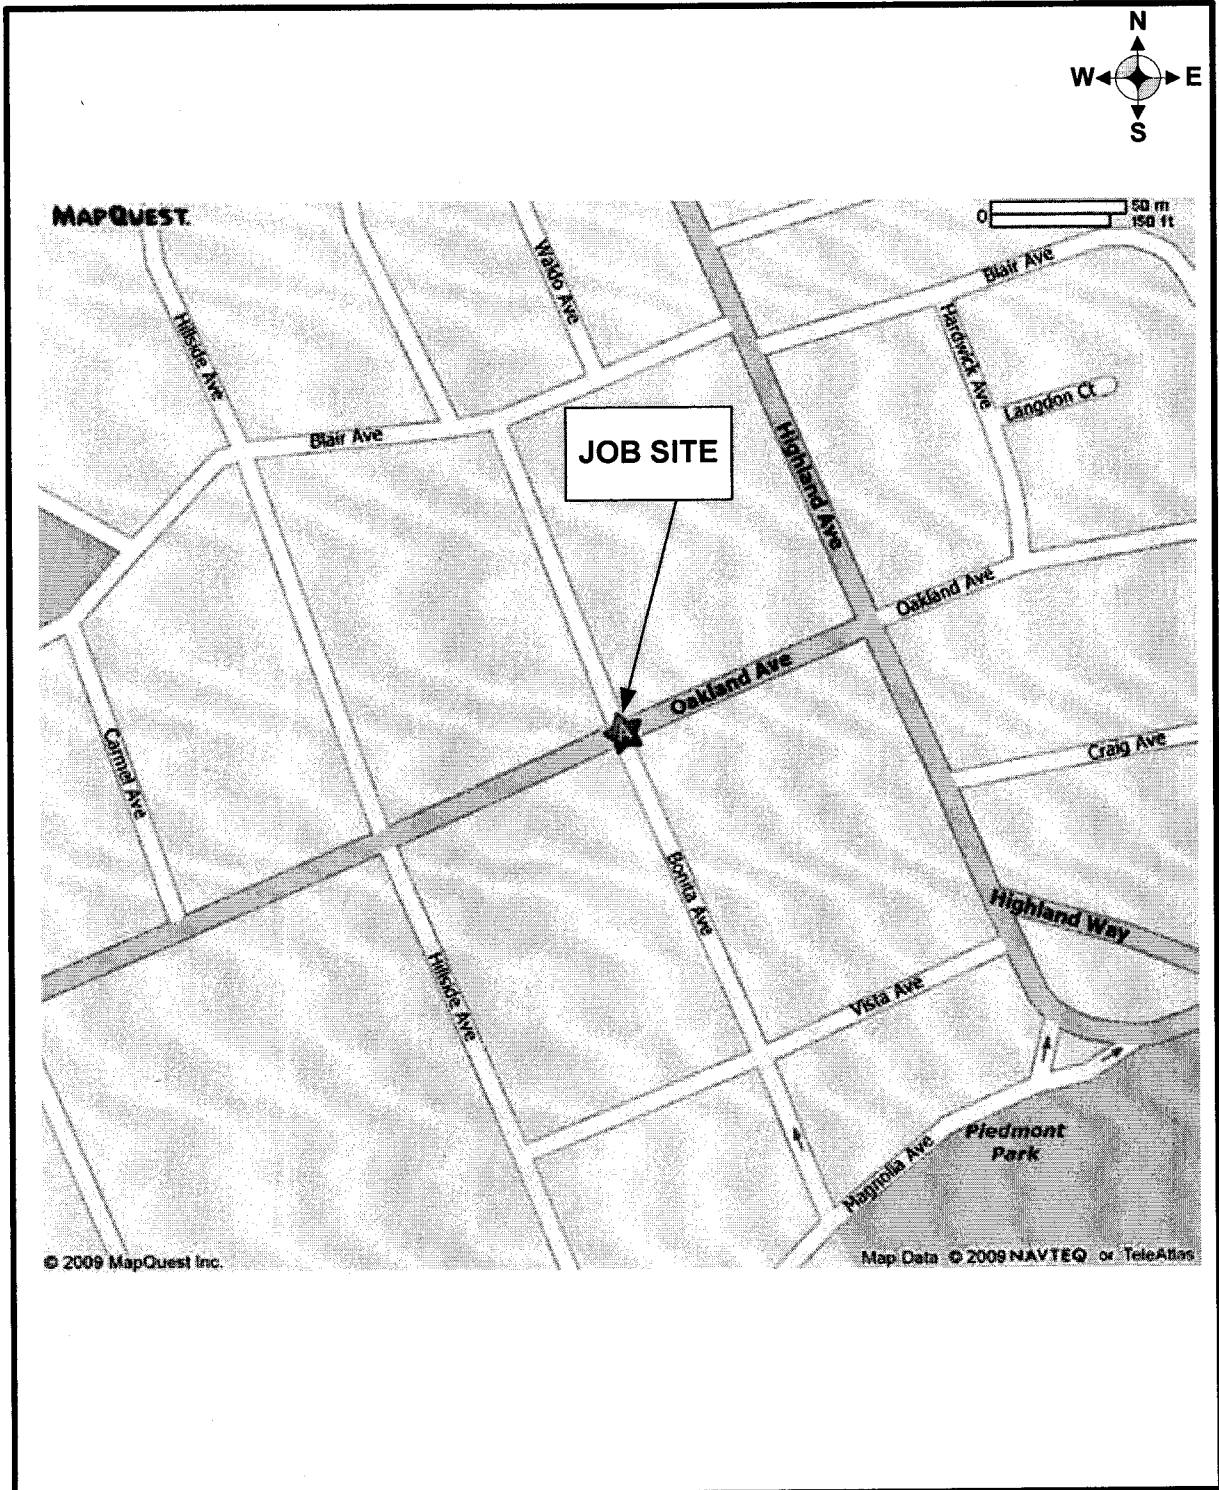 N
W E
S
MAPQUEST
0 50 m
150 ft
Waldo Ave
Blair Ave
Hillside Ave
Hardwick Ave
Langdon Ct
Blair Ave
JOB SITE
Highland Ave
Oakland Ave
Oakland Ave
Carmel Ave
Craig Ave
Bonita Ave
Highland Way
Hillside Ave
Vista Ave
Piedmont
Park
Magnolia Ave
© 2009 MapQuest Inc.
Map Data © 2009 NAVTEQ or TeleAtlas